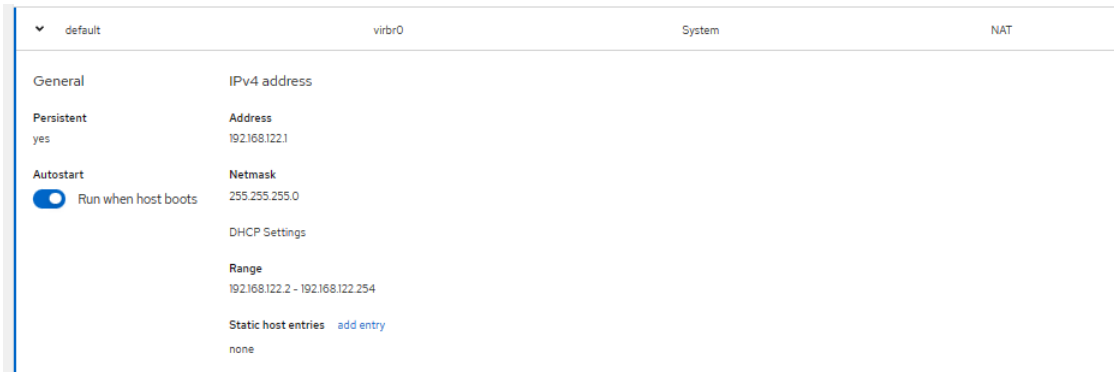 default virbr0 System NAT
General IPv4 address
Persistent Address
yes 192.168.122.1
Autostart Netmask
Run when host boots 255.255.255.0
DHCP Settings
Range
192.168.122.2 - 192.168.122.254
Static host entries add entry
none